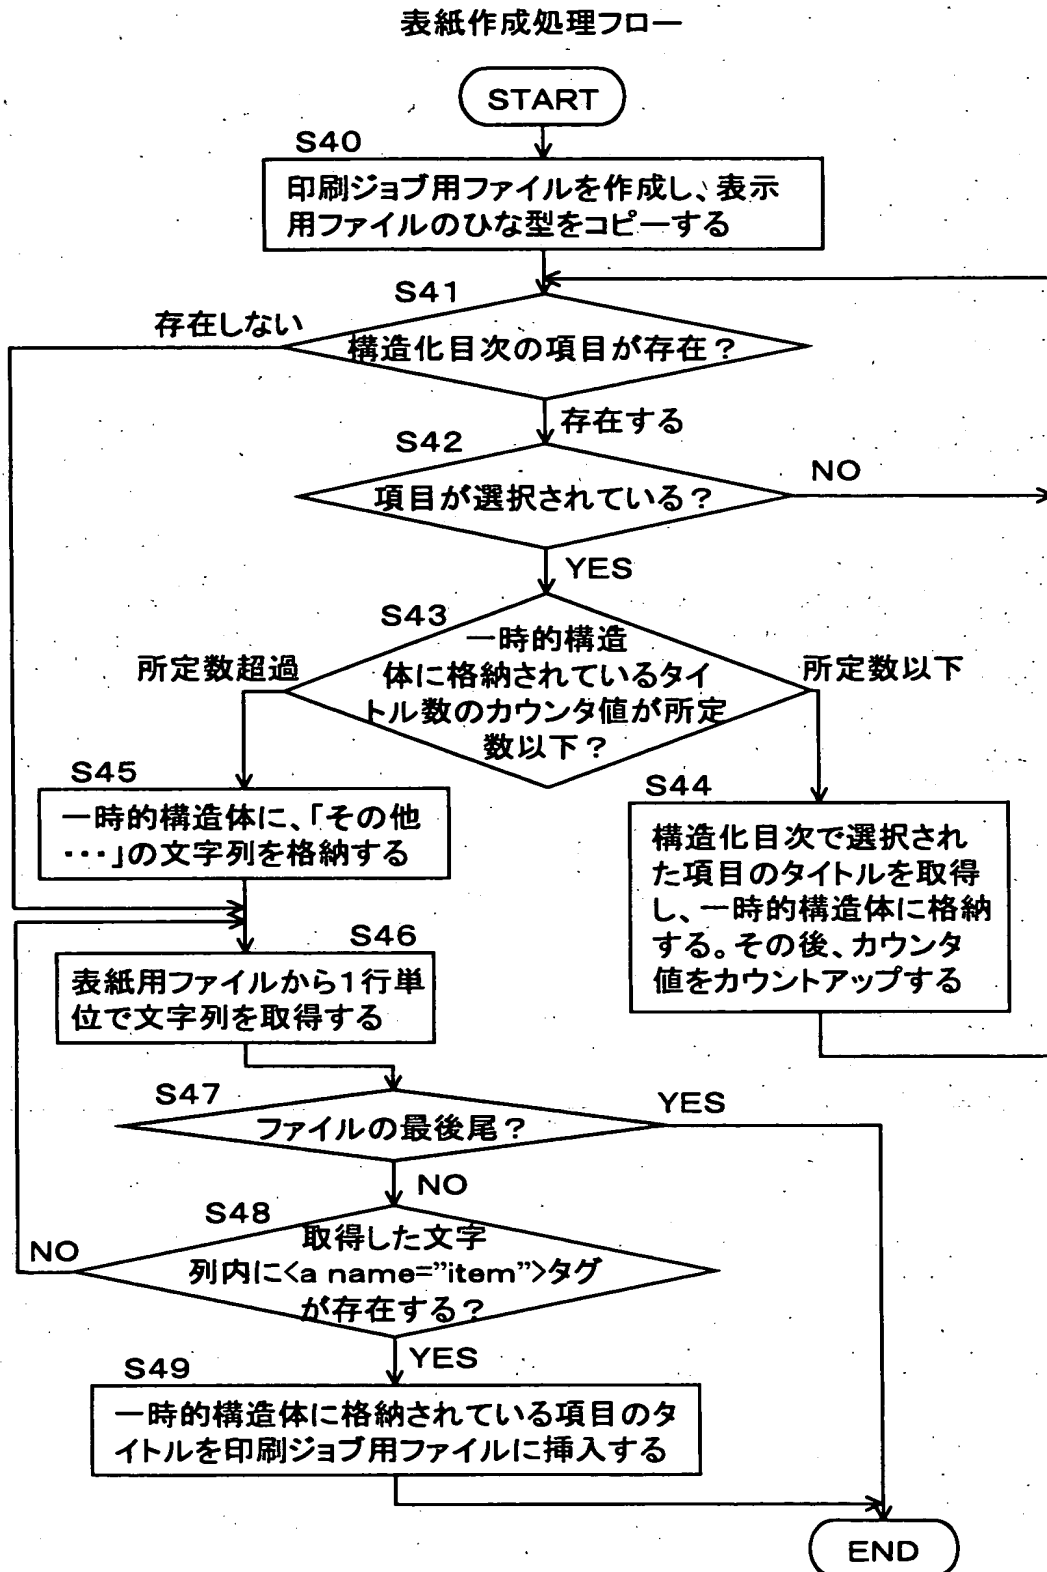 表紙作成処理フロー
START
S40
印刷ジョブ用ファイルを作成し、表示
用ファイルのひな型をコピーする
S41
存在しない
構造化目次の項目が存在？
存在する
S42
NO
項目が選択されている？
YES
S43
一時的構造
体に格納されているタイ
トル数のカウンタ値が所定
数以下？
所定数超過
所定数以下
S45
一時的構造体に、「その他
・・・」の文字列を格納する
S44
構造化目次で選択され
た項目のタイトルを取得
し、一時的構造体に格納
する。その後、カウンタ
値をカウントアップする
S46
表紙用ファイルから1行単
位で文字列を取得する
S47
YES
ファイルの最後尾？
NO
S48
NO
取得した文字
列内に<a name=”item”>タグ
が存在する？
YES
S49
一時的構造体に格納されている項目のタ
イトルを印刷ジョブ用ファイルに挿入する
END